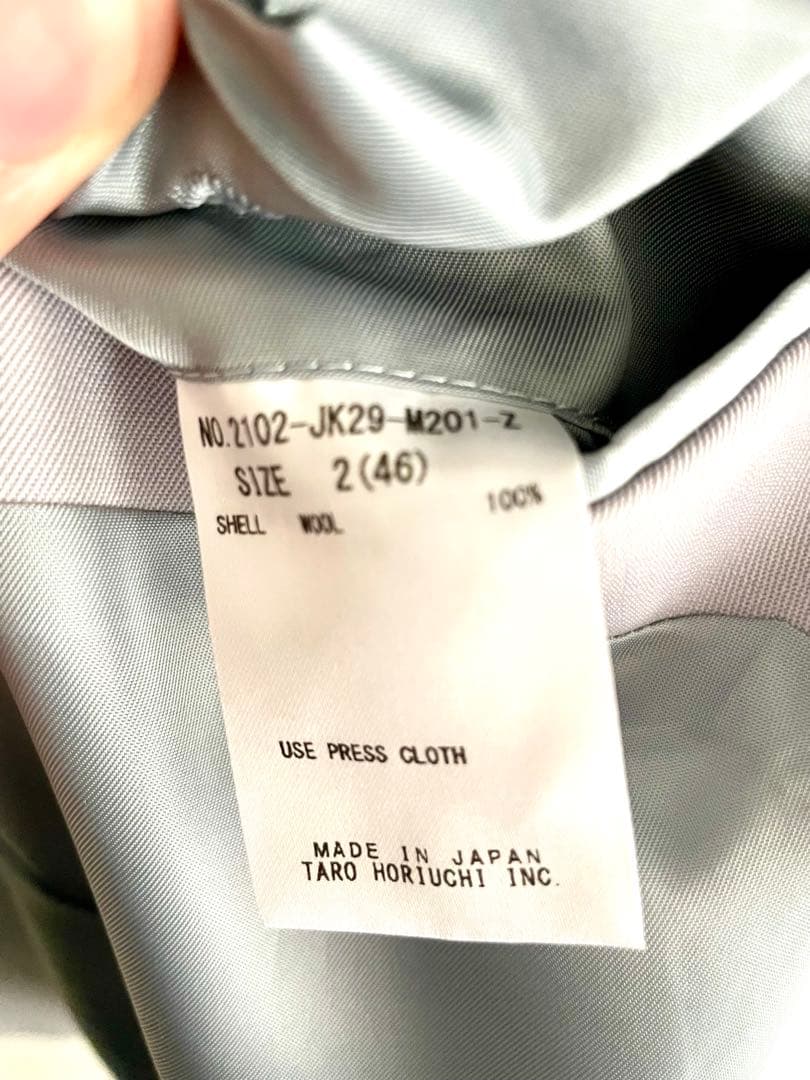 NO.2102-JK29-M201-Z
SIZE 2(46)
SHELL WOOL 100%
USE PRESS CLOTH
MADE IN JAPAN
TARO HORIUCHI INC.